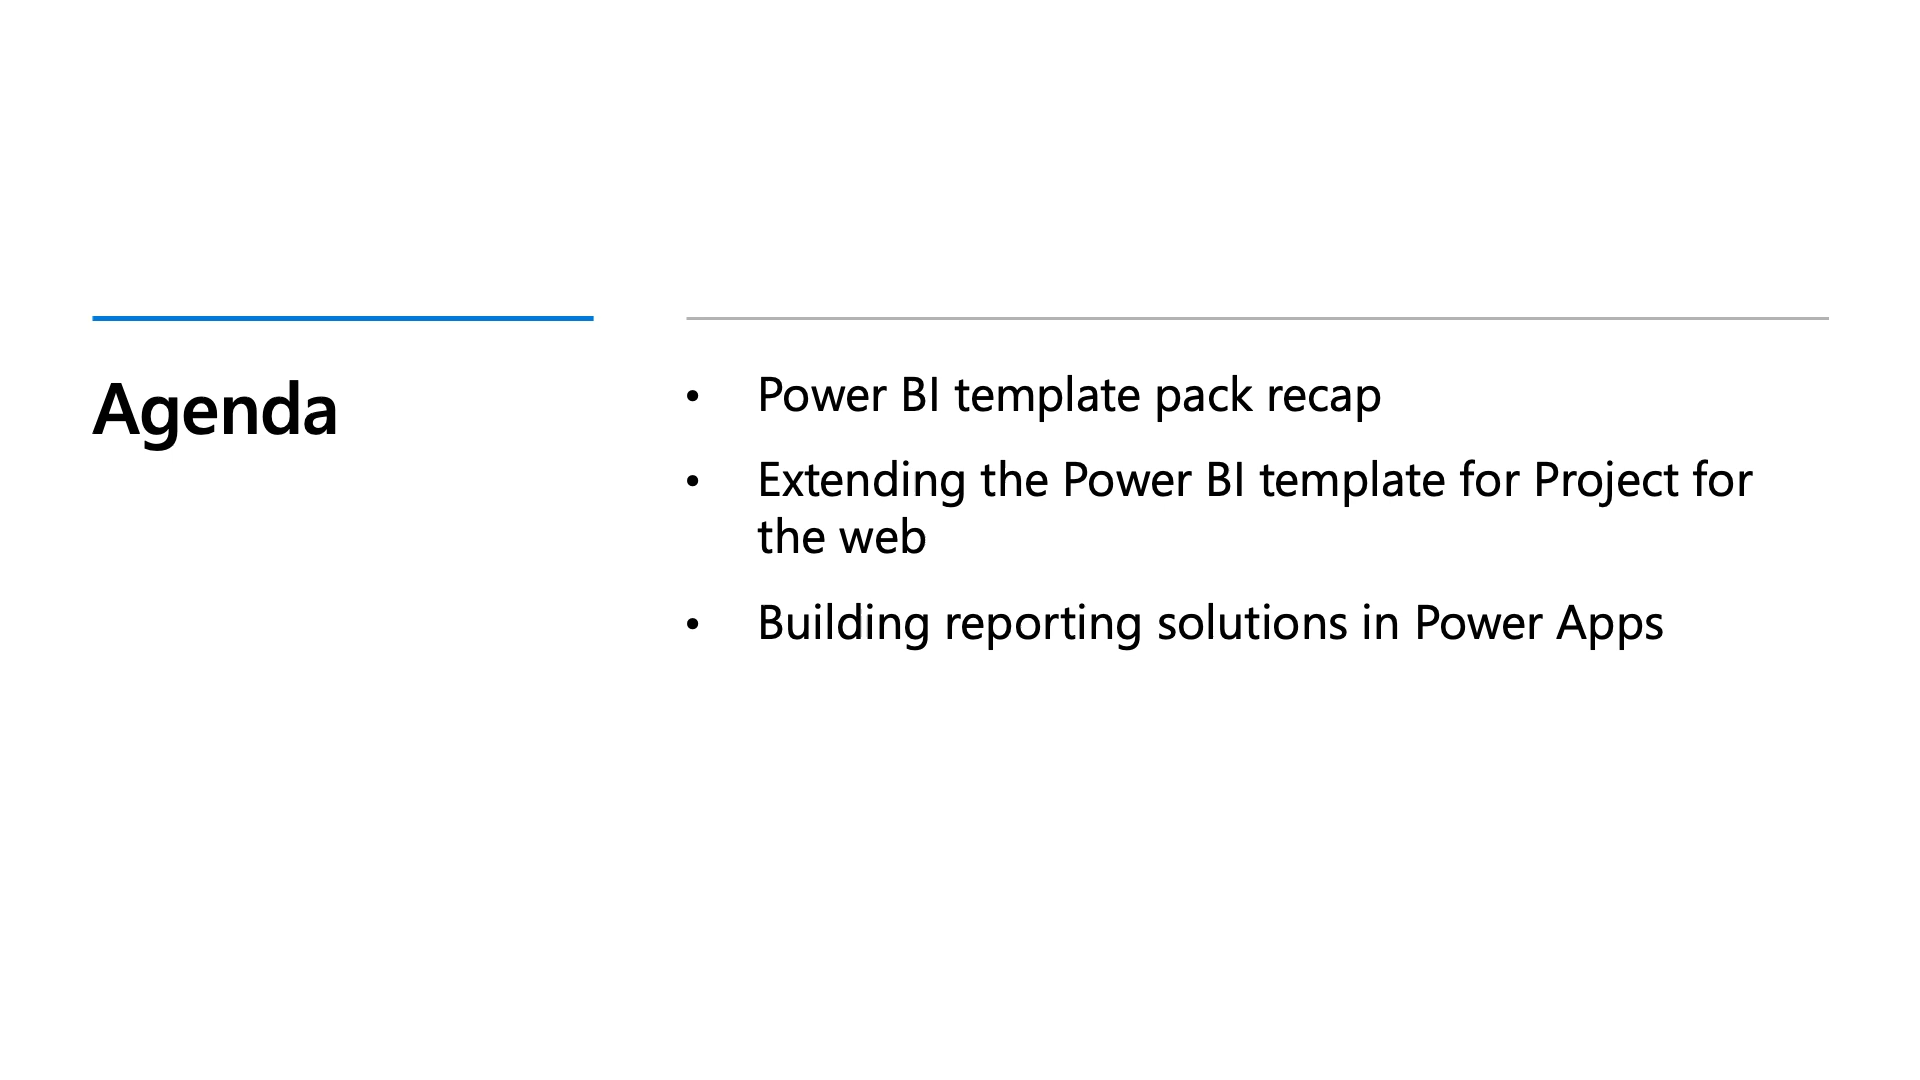 Agenda
• Power BI template pack recap
• Extending the Power BI template for Project for
the web
• Building reporting solutions in Power Apps